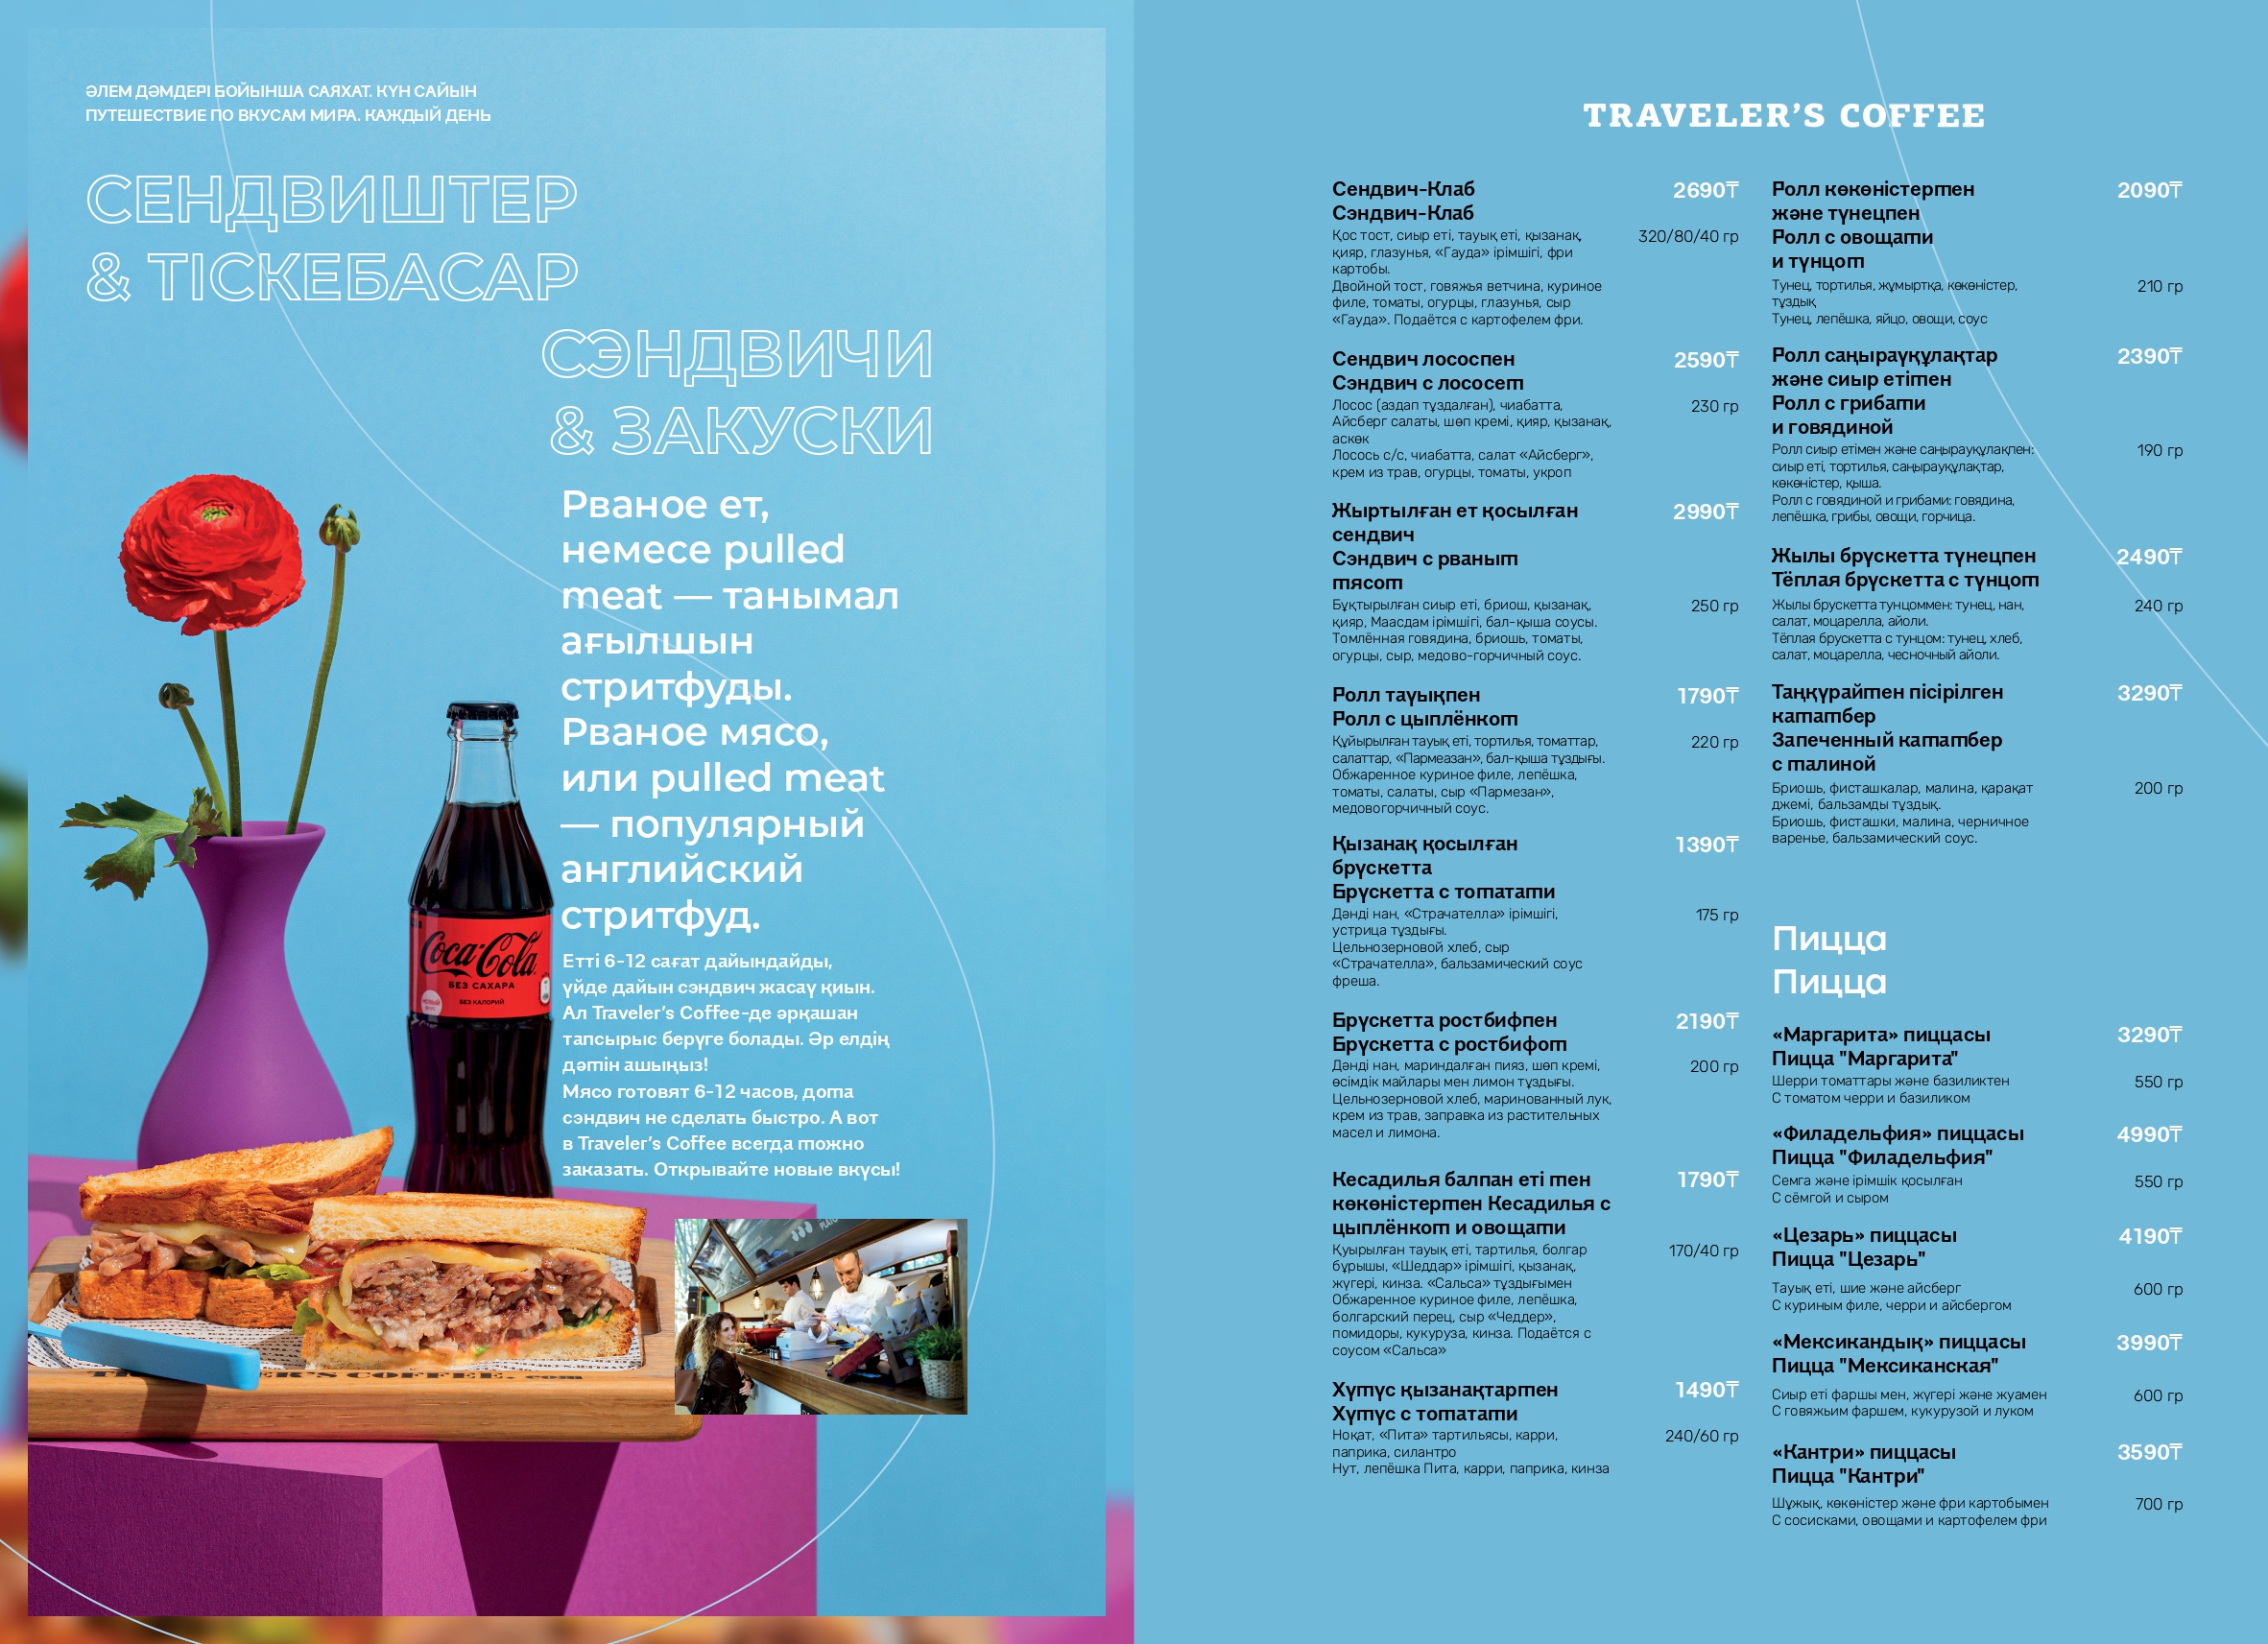 ӘЛЕМ ДӘМДЕРІ БОЙЫНША САЯХАТ. КҮН САЙЫН
ПУТЕШЕСТВИЕ ПО ВКУСАМ МИРА. КАЖДЫЙ ДЕНЬ
СЕНДВИШТЕР
& ТІСКЕБАСАР
СЭНДВИЧИ
& ЗАКУСКИ
Рваное ет,
немесе pulled
meat — танымал
ағылшын
стритфуды.
Рваное мясо,
или pulled meat
— популярный
английский
стритфуд.
Етті 6-12 сағат дайындайды,
үйде дайын сэндвич жасау қиын.
Ал Traveler's Coffee-де әрқашан
тапсырыс беруге болады. Әр елдің
дәмін ашыңыз!
Мясо готовят 6-12 часов, дома
сэндвич не сделать быстро. А вот
в Traveler's Coffee всегда можно
заказать. Открывайте новые вкусы!
Coca-Cola
БЕЗ САХАРА
БЕЗ КАЛОРИЙ
TRAVELER'S COFFEE
Сендвич-Клаб 2690₸
Сэндвич-Клаб
Қос тост, сиыр еті, тауық еті, қызанақ, 320/80/40 гр
қияр, глазунья, «Гауда» ірімшігі, фри
картобы.
Двойной тост, говяжья ветчина, куриное
филе, томаты, огурцы, глазунья, сыр
«Гауда». Подаётся с картофелем фри.
Сендвич лососпен 2590₸
Сэндвич с лососем
Лосос (аздап тұздалған), чиабатта, 230 гр
Айсберг салаты, шөп кремі, қияр, қызанақ,
аскөк
Лосось с/с, чиабатта, салат «Айсберг»,
крем из трав, огурцы, томаты, укроп
Жыртылған ет қосылған 2990₸
сендвич
Сэндвич с рваным
мясом
Бұқтырылған сиыр еті, бриош, қызанақ, 250 гр
қияр, Маасдам ірімшігі, бал-қыша соусы.
Томлённая говядина, бриошь, томаты,
огурцы, сыр, медово-горчичный соус.
Ролл тауықпен 1790₸
Ролл с цыплёнком
Құйырылған тауық еті, тортилья, томаттар, 220 гр
салаттар, «Пармеазан», бал-қыша тұздығы.
Обжаренное куриное филе, лепёшка,
томаты, салаты, сыр «Пармезан»,
медовогорчичный соус.
Қызанақ қосылған 1390₸
брускетта
Брускетта с томатами
Дәнді нан, «Страчателла» ірімшігі, 175 гр
устрица тұздығы.
Цельнозерновой хлеб, сыр
«Страчателла», бальзамический соус
фреша.
Брускетта ростбифпен 2190₸
Брускетта с ростбифом
Дәнді нан, мариндалған пияз, шөп кремі, 200 гр
өсімдік майлары мен лимон тұздығы.
Цельнозерновой хлеб, маринованный лук,
крем из трав, заправка из растительных
масел и лимона.
Кесадилья балпан еті мен 1790₸
көкөністермен Кесадилья с
цыплёнком и овощами
Қуырылған тауық еті, тартилья, болгар 170/40 гр
бұрышы, «Шеддар» ірімшігі, қызанақ,
жүгері, кинза. «Сальса» тұздығымен
Обжаренное куриное филе, лепёшка,
болгарский перец, сыр «Чеддер»,
помидоры, кукуруза, кинза. Подаётся с
соусом «Сальса»
Хумус қызанақтармен 1490₸
Хумус с томатами
Ноқат, «Пита» тартильясы, карри, 240/60 гр
паприка, силантро
Нут, лепёшка Пита, карри, паприка, кинза
Ролл көкөністермен 2090₸
және тунецпен
Ролл с овощами
и тунцом
Тунец, тортилья, жұмыртқа, көкөністер, 210 гр
тұздық
Тунец, лепёшка, яйцо, овощи, соус
Ролл саңырауқұлақтар 2390₸
және сиыр етімен
Ролл с грибами
и говядиной
Ролл сиыр етімен және саңырауқұлақпен: 190 гр
сиыр еті, тортилья, саңырауқұлақтар,
көкөністер, қыша.
Ролл с говядиной и грибами: говядина,
лепёшка, грибы, овощи, горчица.
Жылы брускетта тунецпен 2490₸
Тёплая брускетта с тунцом
Жылы брускетта тунцоммен: тунец, нан, 240 гр
салат, моцарелла, айоли.
Тёплая брускетта с тунцом: тунец, хлеб,
салат, моцарелла, чесночный айоли.
Таңқұраймен пісірілген 3290₸
камамбер
Запеченный камамбер
с малиной
Бриошь, фисташкалар, малина, қарақат 200 гр
джемі, бальзамды тұздық.
Бриошь, фисташки, малина, черничное
варенье, бальзамический соус.
Пицца
Пицца
«Маргарита» пиццасы 3290₸
Пицца "Маргарита"
Шерри томаттары және базиликтен 550 гр
С томатом черри и базиликом
«Филадельфия» пиццасы 4990₸
Пицца "Филадельфия"
Семга және ірімшік қосылған 550 гр
С сёмгой и сыром
«Цезарь» пиццасы 4190₸
Пицца "Цезарь"
Тауық еті, шие және айсберг 600 гр
С куриным филе, черри и айсбергом
«Мексикандық» пиццасы 3990₸
Пицца "Мексиканская"
Сиыр еті фаршы мен, жүгері және жуамен 600 гр
С говяжьим фаршем, кукурузой и луком
«Кантри» пиццасы 3590₸
Пицца "Кантри"
Шұжық, көкөністер және фри картобымен 700 гр
С сосисками, овощами и картофелем фри